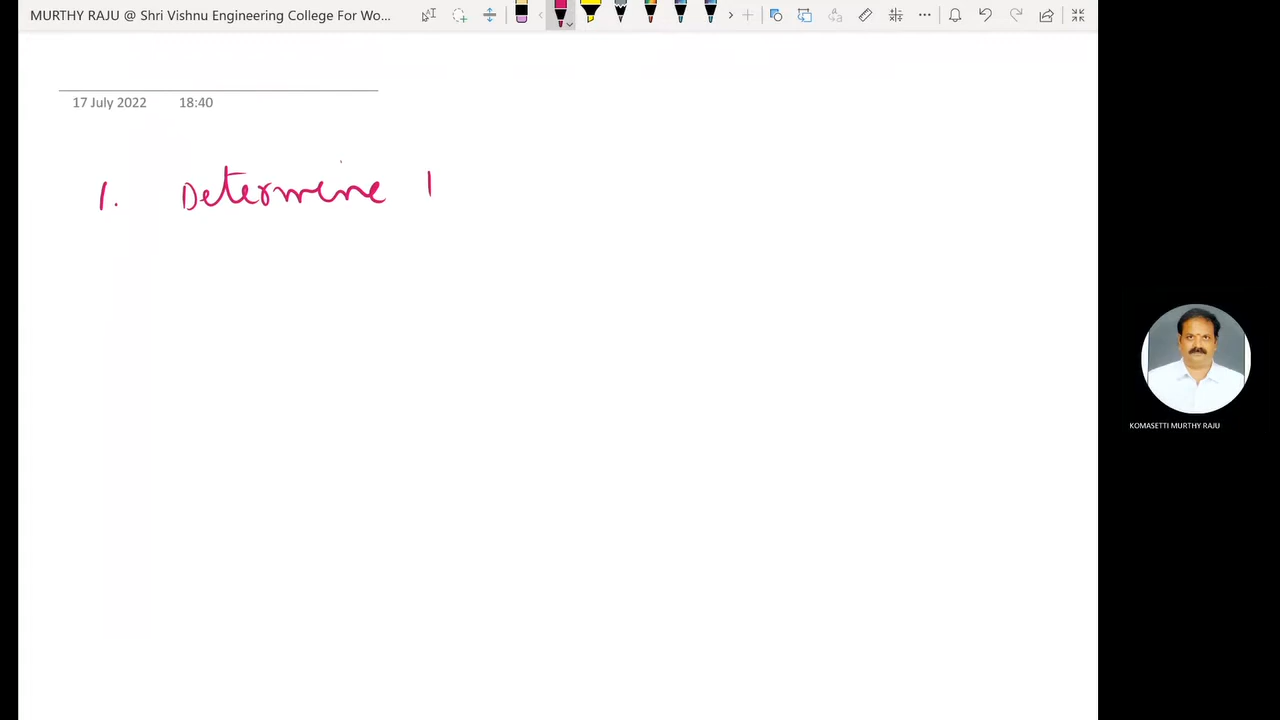 MURTHY RAJU @ Shri Vishnu Engineering College For Wo...
17 July 2022 18:40
1. Determine
KOMASETTI MURTHY RAJU